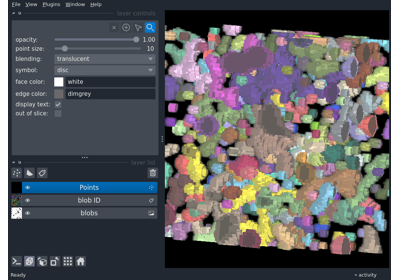 File View Plugins Window Help
layer controls
opacity: 1.00
point size: 10
blending: translucent
symbol: disc
face color: white
edge color: dimgrey
display text:
out of slice:
layer list
Points
blob ID
blobs
Ready activity